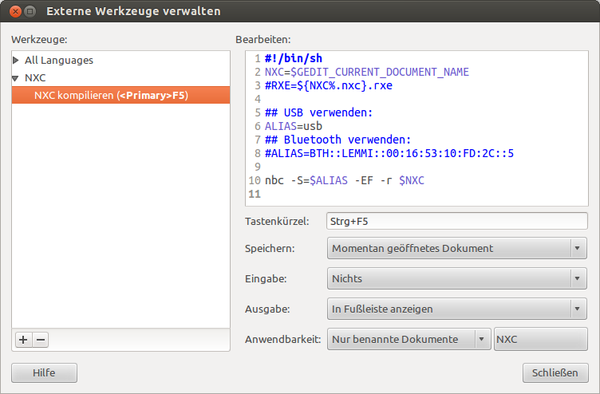 Externe Werkzeuge verwalten
Werkzeuge:
All Languages
NXC
NXC kompilieren (<Primary>F5)
Bearbeiten:
1 #!/bin/sh
2 NXC=$GEDIT_CURRENT_DOCUMENT_NAME
3 #RXE=${NXC%.nxc}.rxe
4
5 ## USB verwenden:
6 ALIAS=usb
7 ## Bluetooth verwenden:
8 #ALIAS=BTH::LEMMI::00:16:53:10:FD:2C::5
9
10 nbc -S=$ALIAS -EF -r $NXC
11
Tastenkürzel: Strg+F5
Speichern: Momentan geöffnetes Dokument
Eingabe: Nichts
Ausgabe: In Fußleiste anzeigen
Anwendbarkeit: Nur benannte Dokumente NXC
Hilfe
Schließen